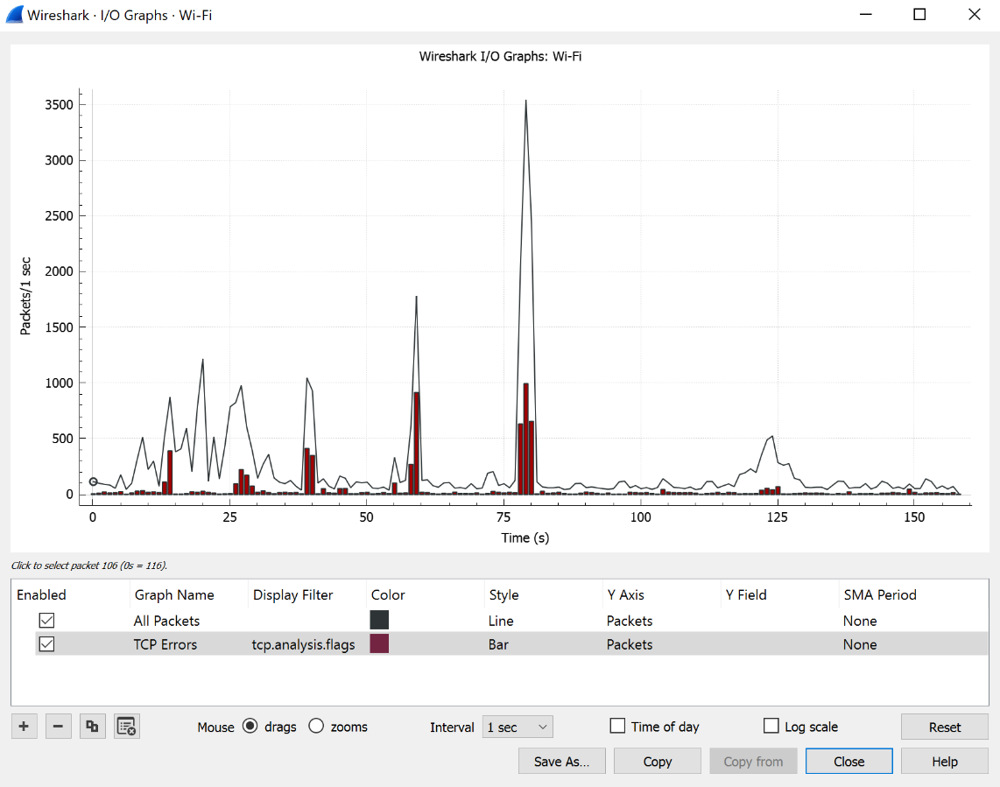 Wireshark · I/O Graphs · Wi-Fi
Wireshark I/O Graphs: Wi-Fi
3500
3000
2500
2000
1500
1000
500
0
Packets/1 sec
0 25 50 75 100 125 150
Time (s)
Click to select packet 106 (0s = 116).
Enabled Graph Name Display Filter Color Style Y Axis Y Field SMA Period
All Packets Line Packets None
TCP Errors tcp.analysis.flags Bar Packets None
Mouse drags zooms Interval 1 sec Time of day Log scale Reset
Save As... Copy Copy from Close Help